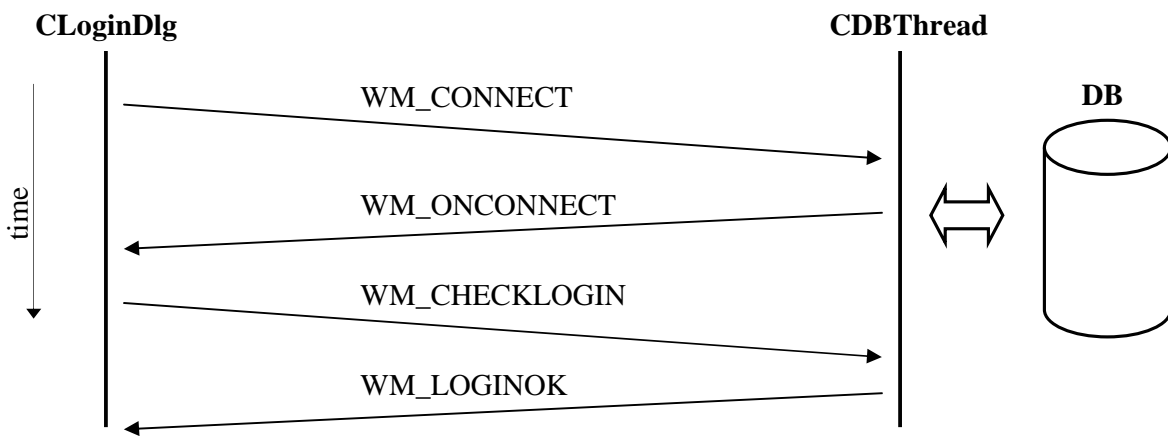 CLoginDlg
CDBThread
WM_CONNECT
DB
WM_ONCONNECT
time
WM_CHECKLOGIN
WM_LOGINOK